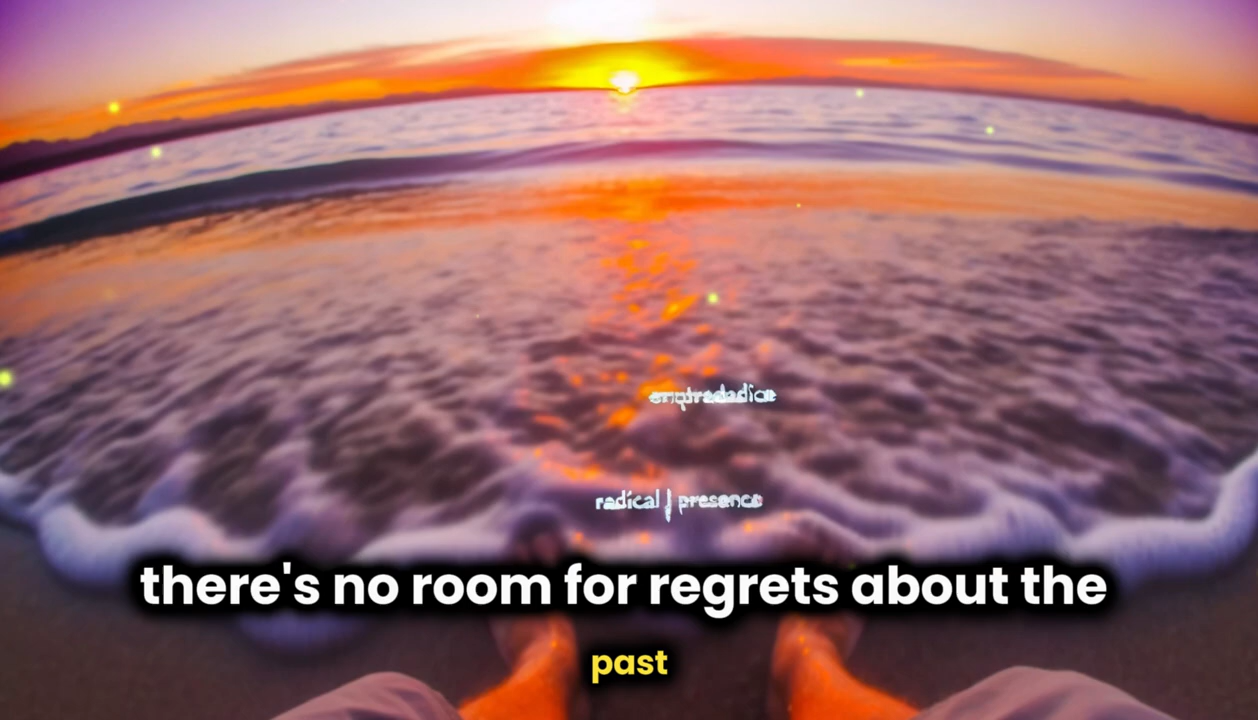 radical | presence
there's no room for regrets about the
past